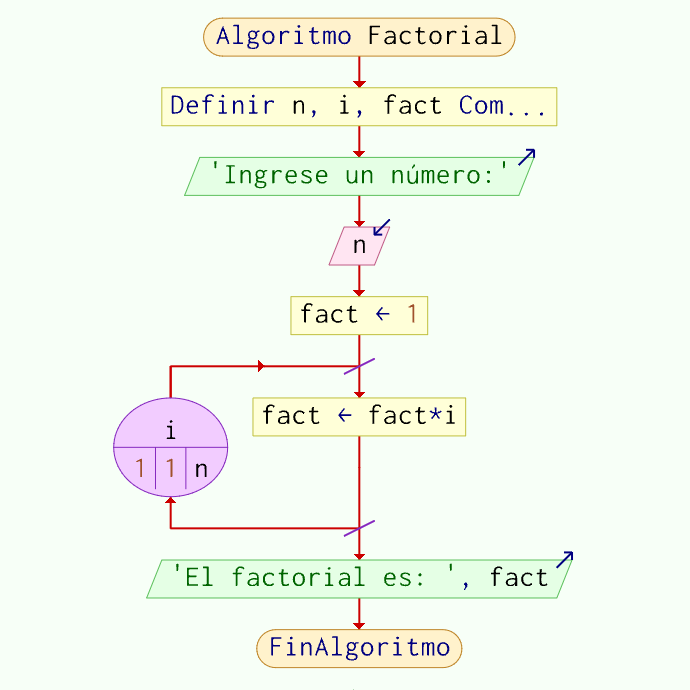 Algoritmo Factorial
Definir n, i, fact Com...
'Ingrese un número:'
n
fact ← 1
i
1 1 n
fact ← fact*i
'El factorial es: ', fact
FinAlgoritmo